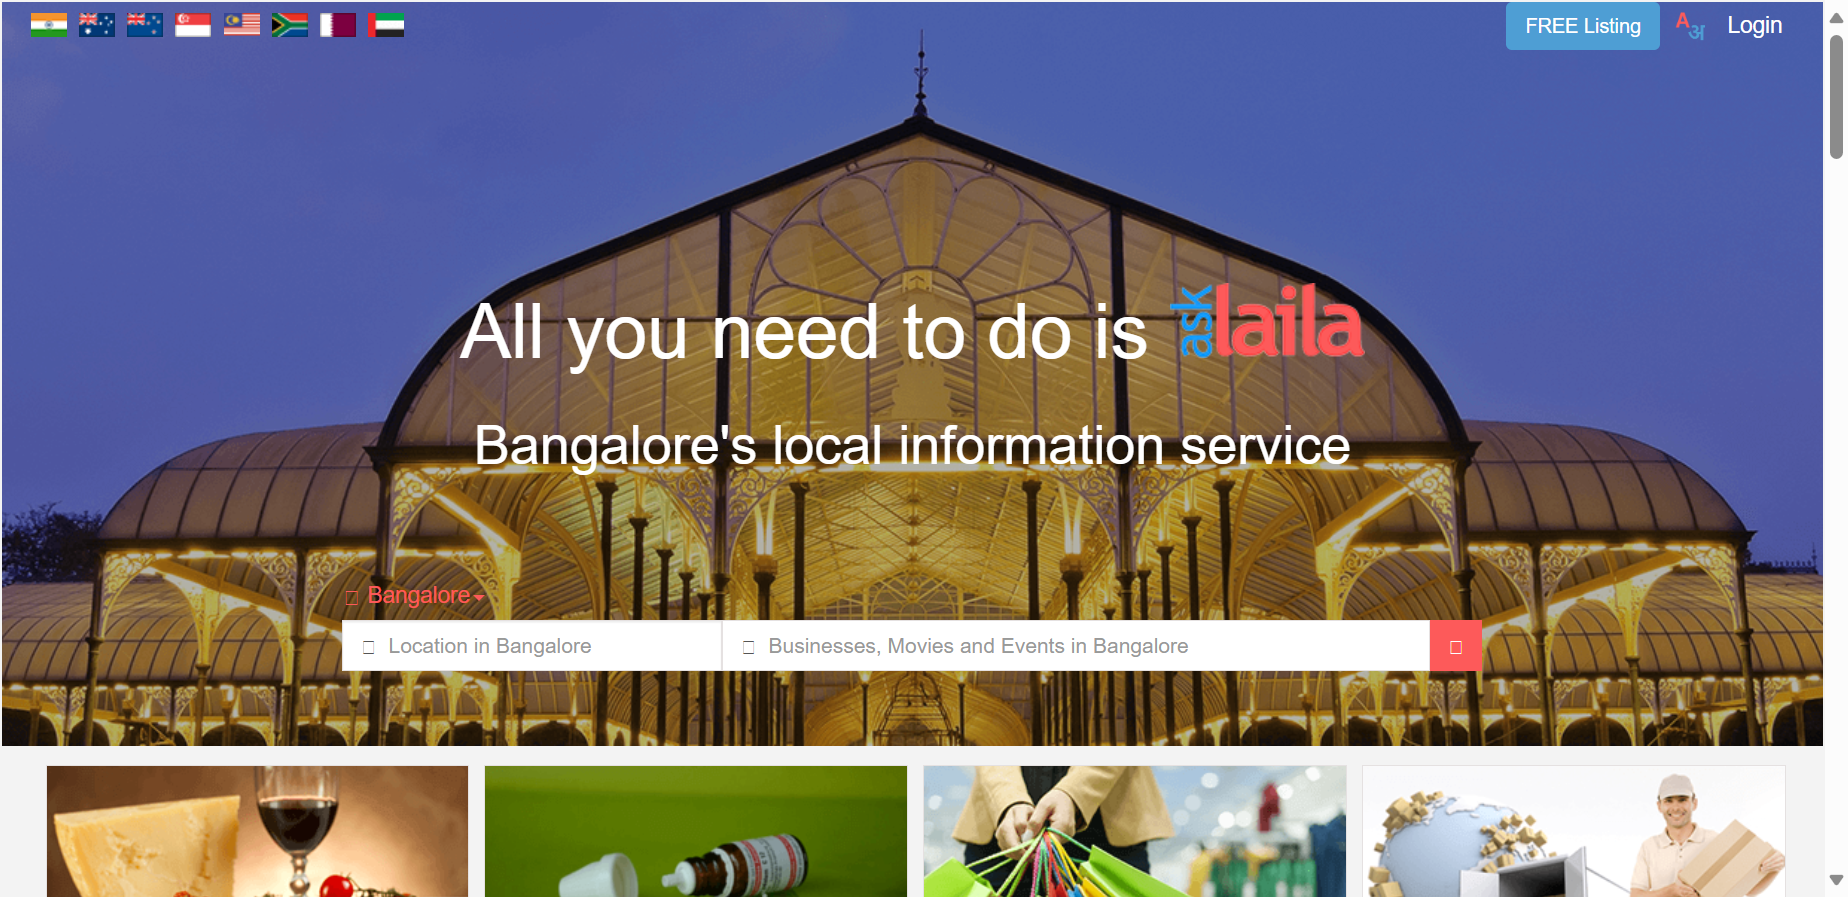 FREE Listing
Aअ
Login
All you need to do is ask laila
Bangalore's local information service
Bangalore
Location in Bangalore
Businesses, Movies and Events in Bangalore